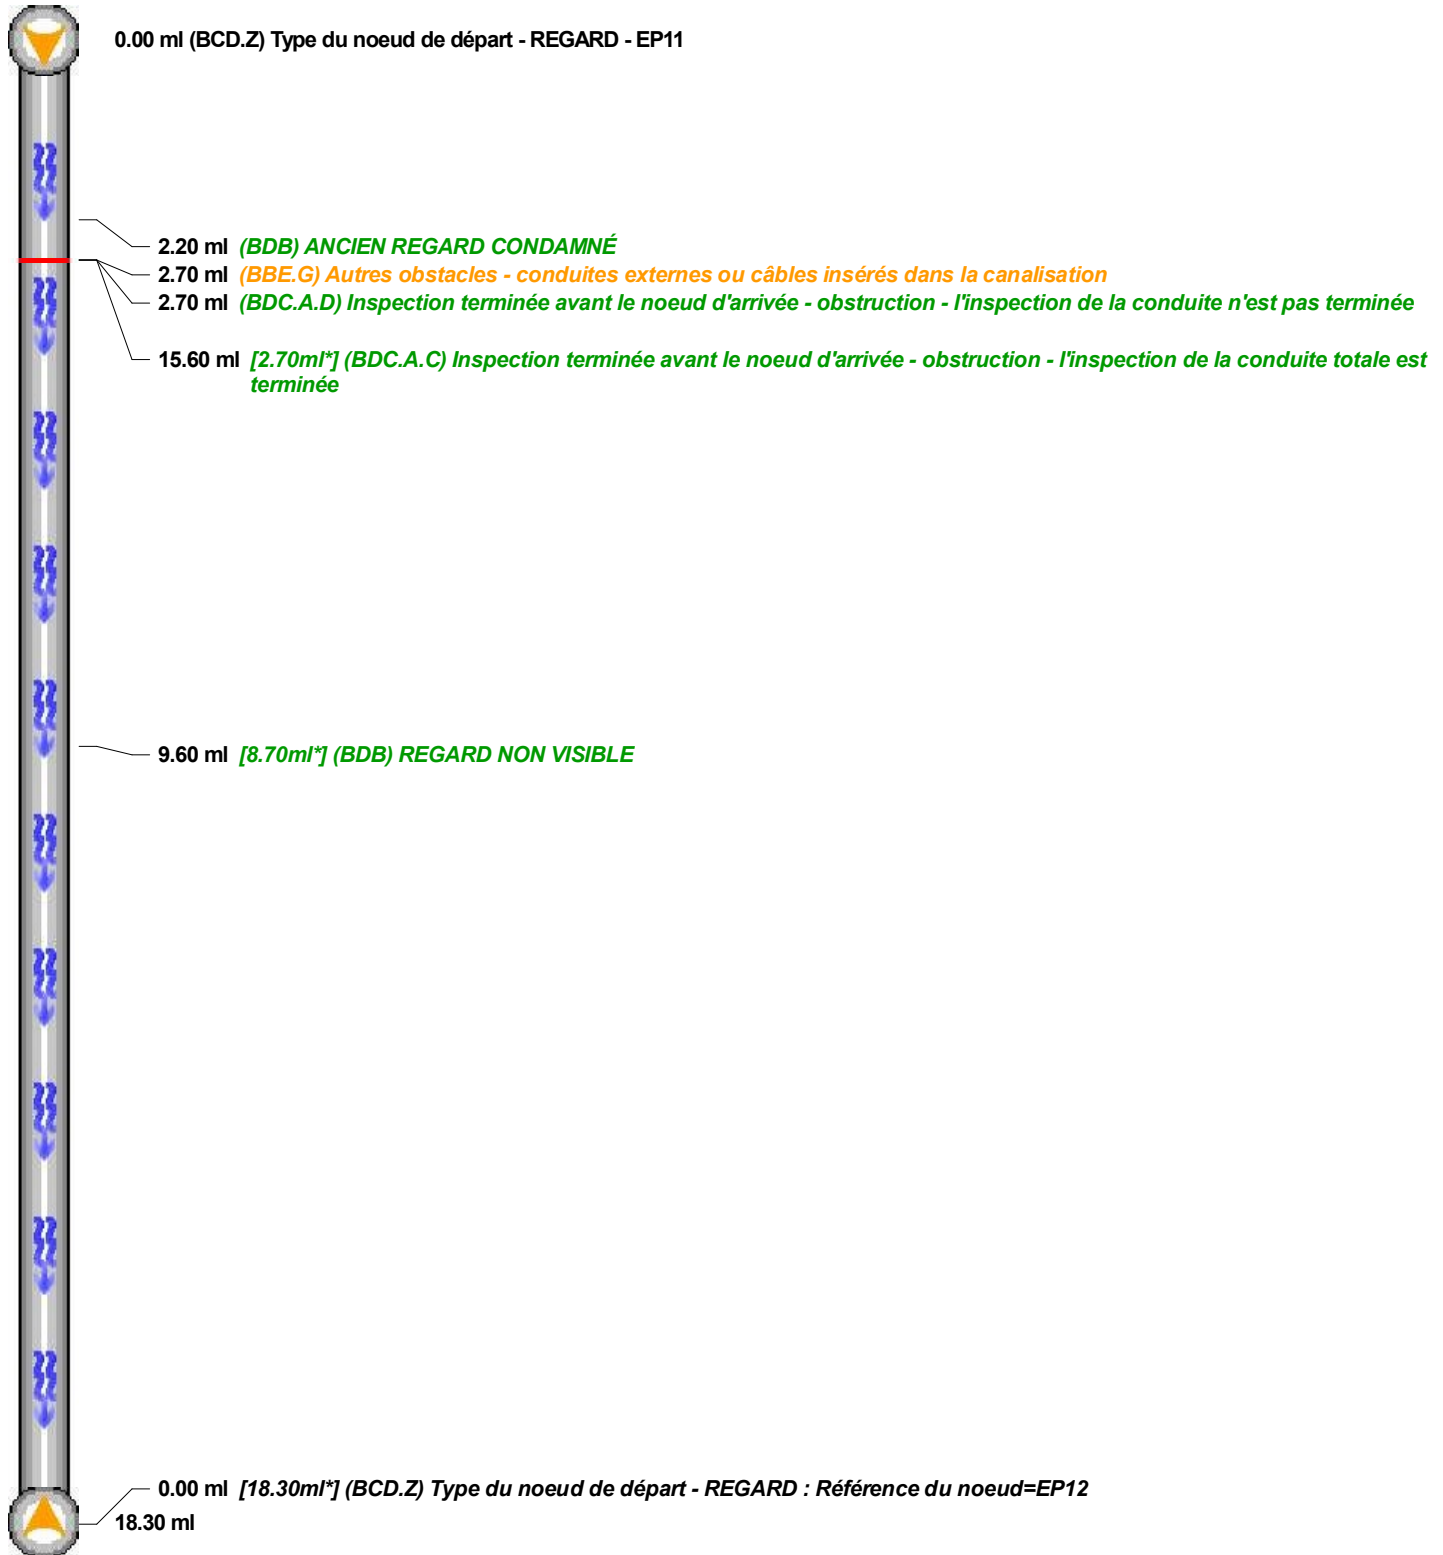 0.00 ml (BCD.Z) Type du noeud de départ - REGARD - EP11
2.20 ml (BDB) ANCIEN REGARD CONDAMNÉ
2.70 ml (BBE.G) Autres obstacles - conduites externes ou câbles insérés dans la canalisation
2.70 ml (BDC.A.D) Inspection terminée avant le noeud d'arrivée - obstruction - l'inspection de la conduite n'est pas terminée
15.60 ml [2.70ml*] (BDC.A.C) Inspection terminée avant le noeud d'arrivée - obstruction - l'inspection de la conduite totale est
terminée
9.60 ml [8.70ml*] (BDB) REGARD NON VISIBLE
0.00 ml [18.30ml*] (BCD.Z) Type du noeud de départ - REGARD : Référence du noeud=EP12
18.30 ml